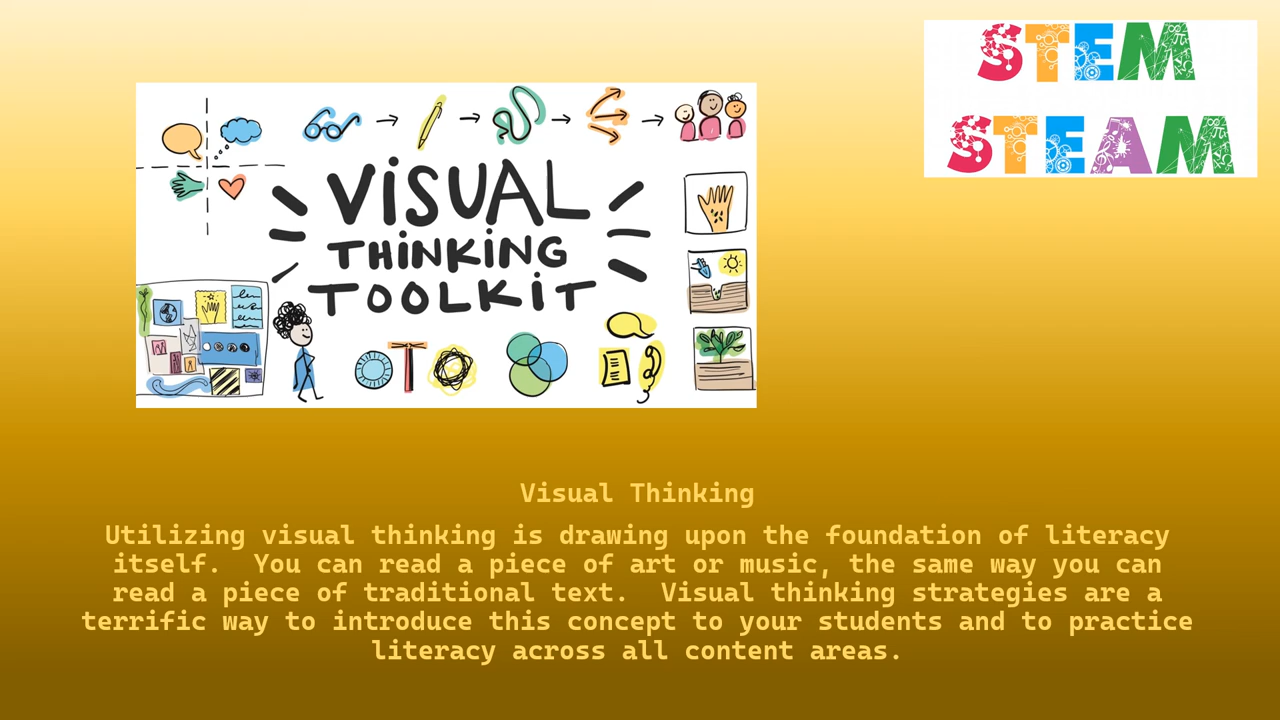 STEM
STEAM
VISUAL
THINKING
TOOLKIT
Visual Thinking
Utilizing visual thinking is drawing upon the foundation of literacy
itself.  You can read a piece of art or music, the same way you can
read a piece of traditional text.  Visual thinking strategies are a
terrific way to introduce this concept to your students and to practice
literacy across all content areas.